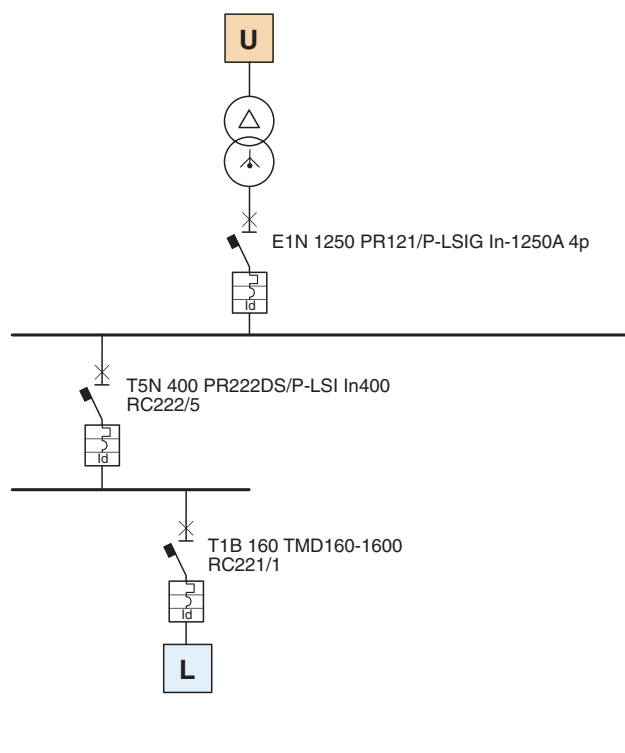 U
E1N 1250 PR121/P-LSIG In-1250A 4p
Id
T5N 400 PR222DS/P-LSI In400
RC222/5
Id
T1B 160 TMD160-1600
RC221/1
Id
L